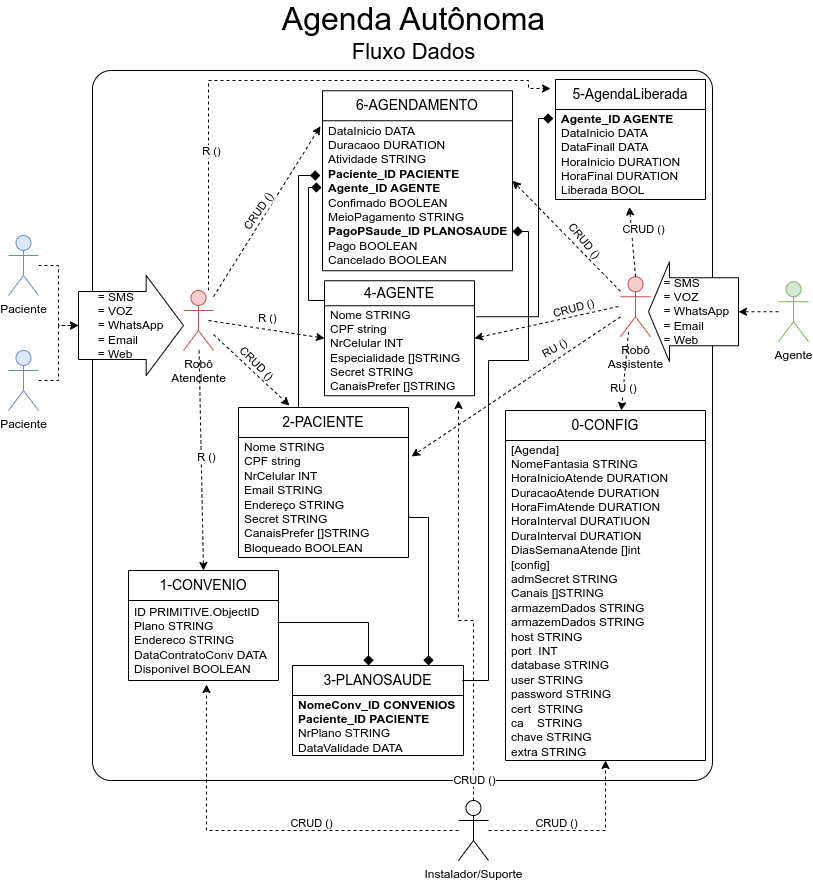 Agenda Autônoma
Fluxo Dados
6-AGENDAMENTO
DataInicio DATA
Duracaoo DURATION
Atividade STRING
Paciente_ID PACIENTE
Agente_ID AGENTE
Confimado BOOLEAN
MeioPagamento STRING
PagoPSaude_ID PLANOSAUDE
Pago BOOLEAN
Cancelado BOOLEAN
5-AgendaLiberada
Agente_ID AGENTE
DataInicio DATA
DataFinall DATA
HoraInicio DURATION
HoraFinal DURATION
Liberada BOOL
R ()
CRUD ()
CRUD ()
CRUD ()
Paciente
Paciente
= SMS
= VOZ
= WhatsApp
= Email
= Web
Robô
Atendente
R ()
CRUD ()
R ()
4-AGENTE
Nome STRING
CPF string
NrCelular INT
Especialidade []STRING
Secret STRING
CanaisPrefer []STRING
CRUD ()
RU ()
Robô
Assistente
RU ()
= SMS
= VOZ
= WhatsApp
= Email
= Web
Agente
2-PACIENTE
Nome STRING
CPF string
NrCelular INT
Email STRING
Endereço STRING
Secret STRING
CanaisPrefer []STRING
Bloqueado BOOLEAN
0-CONFIG
[Agenda]
NomeFantasia STRING
HoraInicioAtende DURATION
DuracaoAtende DURATION
HoraFimAtende DURATION
HoraInterval DURATIUON
DuraInterval DURATION
DiasSemanaAtende []int
[config]
admSecret STRING
Canais []STRING
armazemDados STRING
armazemDados STRING
host STRING
port INT
database STRING
user STRING
password STRING
cert STRING
ca STRING
chave STRING
extra STRING
1-CONVENIO
ID PRIMITIVE.ObjectID
Plano STRING
Endereco STRING
DataContratoConv DATA
Disponivel BOOLEAN
3-PLANOSAUDE
NomeConv_ID CONVENIOS
Paciente_ID PACIENTE
NrPlano STRING
DataValidade DATA
CRUD ()
CRUD ()
CRUD ()
Instalador/Suporte